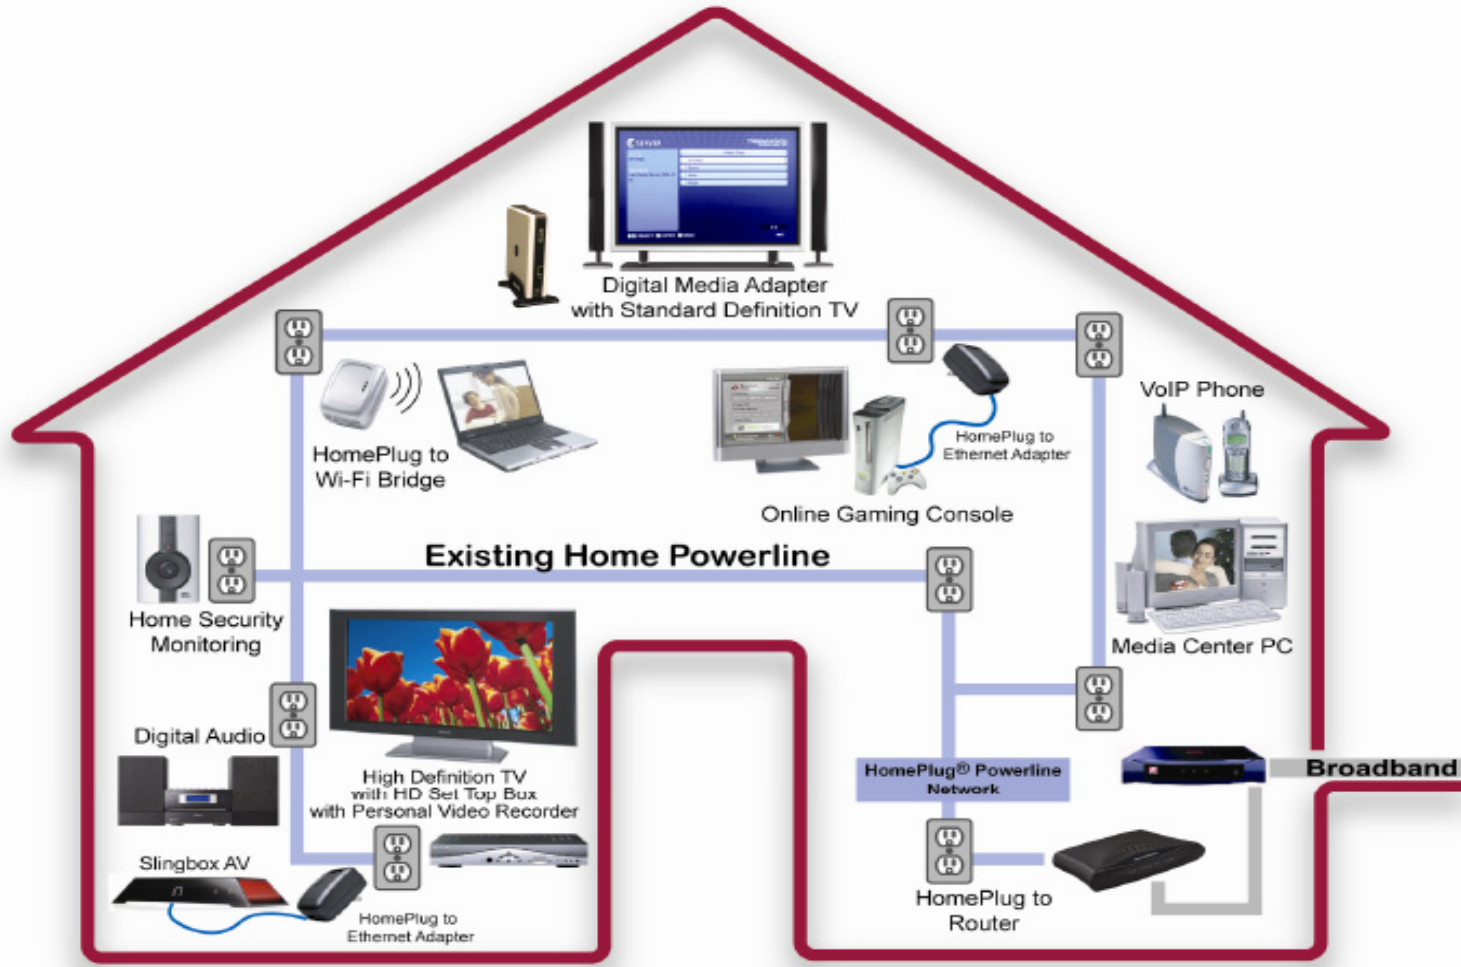 SERVER
Digital Media Adapter
with Standard Definition TV
VoIP Phone
HomePlug to
Wi-Fi Bridge
HomePlug to
Ethernet Adapter
Online Gaming Console
Existing Home Powerline
Home Security
Monitoring
Media Center PC
Digital Audio
High Definition TV
with HD Set Top Box
with Personal Video Recorder
HomePlug® Powerline
Network
Broadband
Slingbox AV
HomePlug to
Ethernet Adapter
HomePlug to
Router